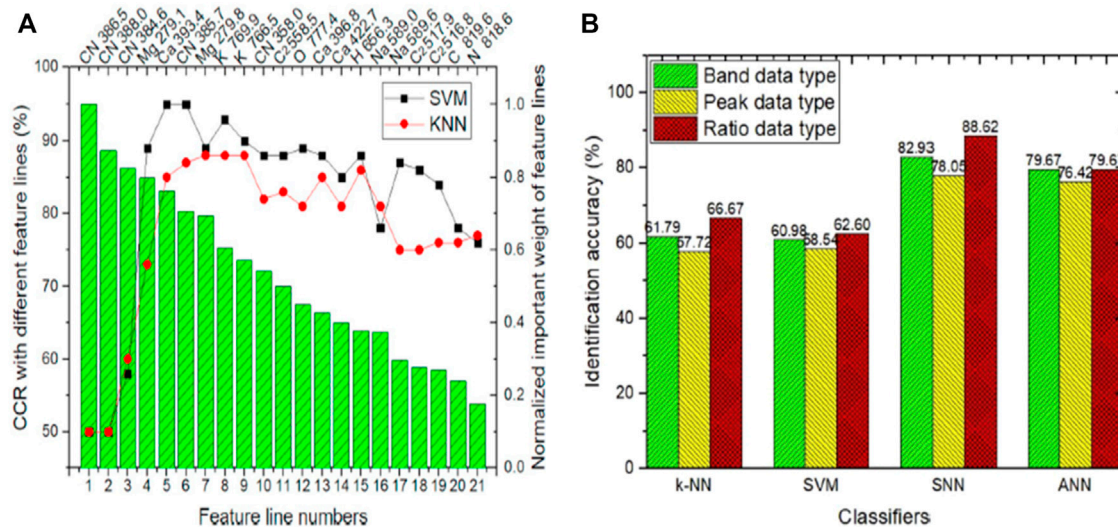 A
CN 386.5
CN 388.0
CN 384.6
Mg 279.1
Ca 393.4
CN 385.7
Mg 279.8
K 769.9
K 766.5
CN 358.0
C₂558.5
O 777.4
Ca 396.8
Ca 422.7
H 656.3
Na 589.0
Na 589.6
C₂517.9
C₂516.8
C 819.6
N 818.6
CCR with different feature lines (%)
100
90
80
70
60
50
SVM
KNN
1.0
0.8
0.6
0.4
0.2
0.0
Normalized important weight of feature lines
1 2 3 4 5 6 7 8 9 10 11 12 13 14 15 16 17 18 19 20 21
Feature line numbers
B
Identification accuracy (%)
100
80
60
40
20
0
Band data type
Peak data type
Ratio data type
61.79 57.72 66.67
60.98 58.54 62.60
82.93 78.05 88.62
79.67 76.42 79.6
k-NN SVM SNN ANN
Classifiers